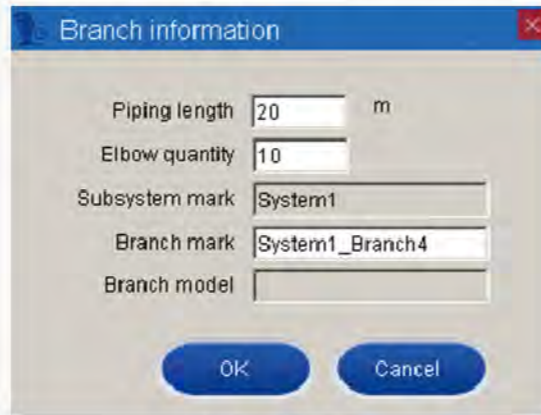 Branch information
Piping length 20 m
Elbow quantity 10
Subsystem mark System1
Branch mark System1_Branch4
Branch model
OK Cancel